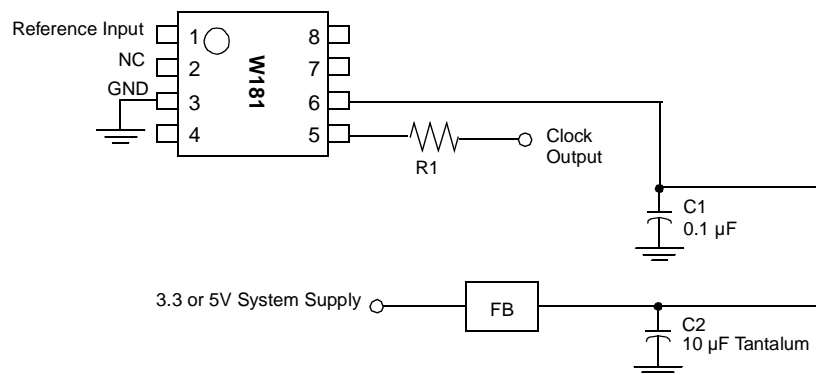 Reference Input
NC
GND
1
2
3
4
W181
8
7
6
5
R1
Clock
Output
C1
0.1 µF
3.3 or 5V System Supply
FB
C2
10 µF Tantalum